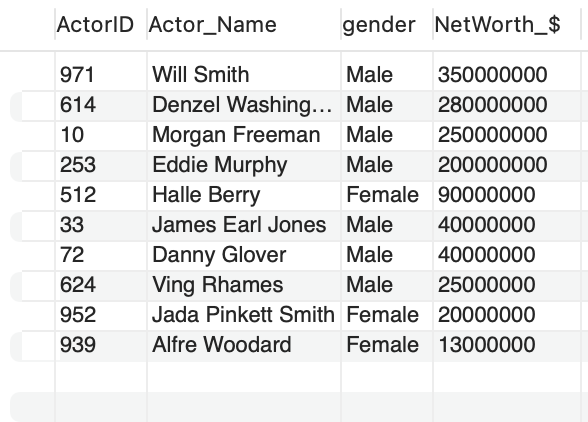 ActorID Actor_Name gender NetWorth_$
971 Will Smith Male 350000000
614 Denzel Washing... Male 280000000
10 Morgan Freeman Male 250000000
253 Eddie Murphy Male 200000000
512 Halle Berry Female 90000000
33 James Earl Jones Male 40000000
72 Danny Glover Male 40000000
624 Ving Rhames Male 25000000
952 Jada Pinkett Smith Female 20000000
939 Alfre Woodard Female 13000000